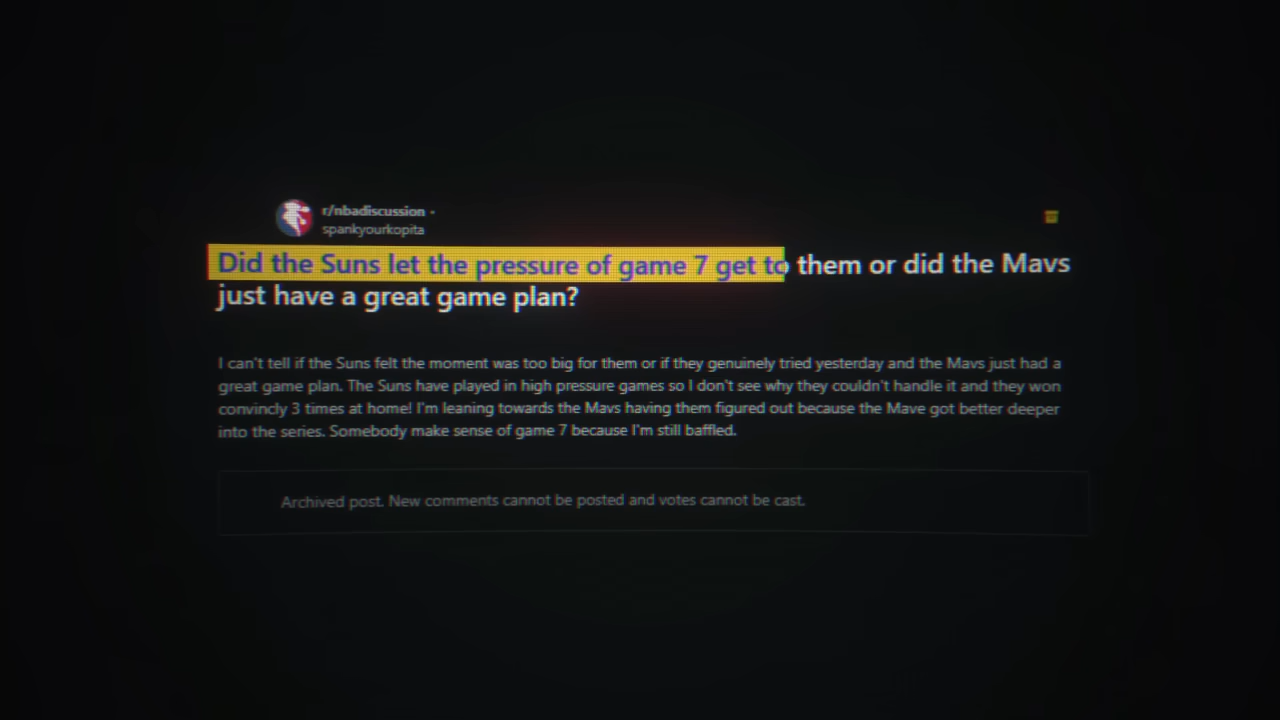 r/nbadiscussion •
spankyourkopita
Did the Suns let the pressure of game 7 get to them or did the Mavs
just have a great game plan?
I can't tell if the Suns felt the moment was too big for them or if they genuinely tried yesterday and the Mavs just had a
great game plan. The Suns have played in high pressure games so I don't see why they couldn't handle it and they won
convincly 3 times at home! I'm leaning towards the Mavs having them figured out because the Mave got better deeper
into the series. Somebody make sense of game 7 because I'm still baffled.
Archived post. New comments cannot be posted and votes cannot be cast.